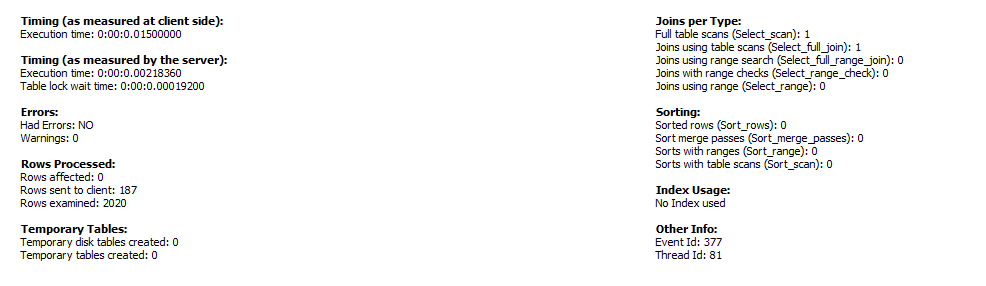 Timing (as measured at client side):
Execution time: 0:00:0.01500000
Timing (as measured by the server):
Execution time: 0:00:0.00218360
Table lock wait time: 0:00:0.00019200
Errors:
Had Errors: NO
Warnings: 0
Rows Processed:
Rows affected: 0
Rows sent to client: 187
Rows examined: 2020
Temporary Tables:
Temporary disk tables created: 0
Temporary tables created: 0
Joins per Type:
Full table scans (Select_scan): 1
Joins using table scans (Select_full_join): 1
Joins using range search (Select_full_range_join): 0
Joins with range checks (Select_range_check): 0
Joins using range (Select_range): 0
Sorting:
Sorted rows (Sort_rows): 0
Sort merge passes (Sort_merge_passes): 0
Sorts with ranges (Sort_range): 0
Sorts with table scans (Sort_scan): 0
Index Usage:
No Index used
Other Info:
Event Id: 377
Thread Id: 81